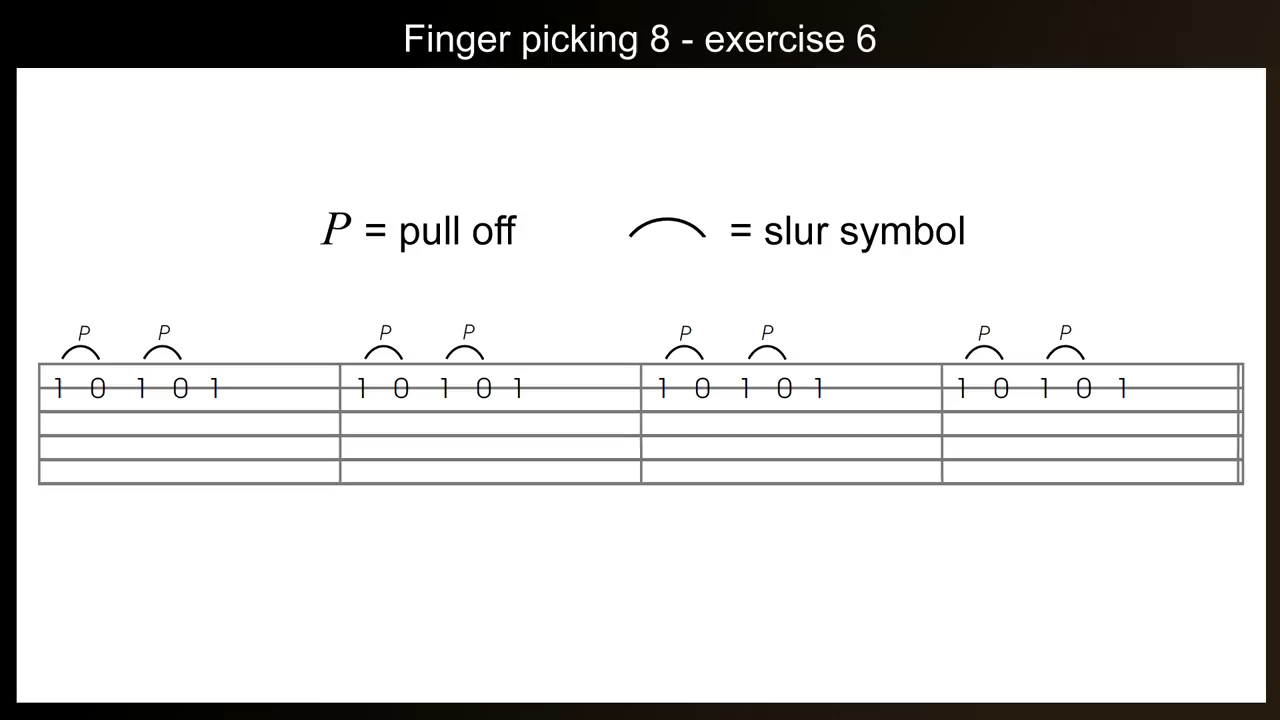 Finger picking 8 - exercise 6
P = pull off = slur symbol
P P P P P P P P
1 0 1 0 1 1 0 1 0 1 1 0 1 0 1 1 0 1 0 1